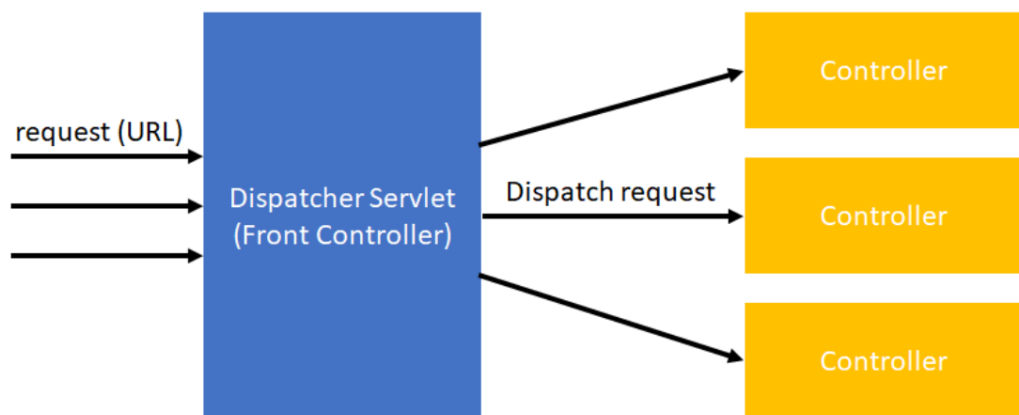 request (URL)
Dispatcher Servlet
(Front Controller)
Dispatch request
Controller
Controller
Controller